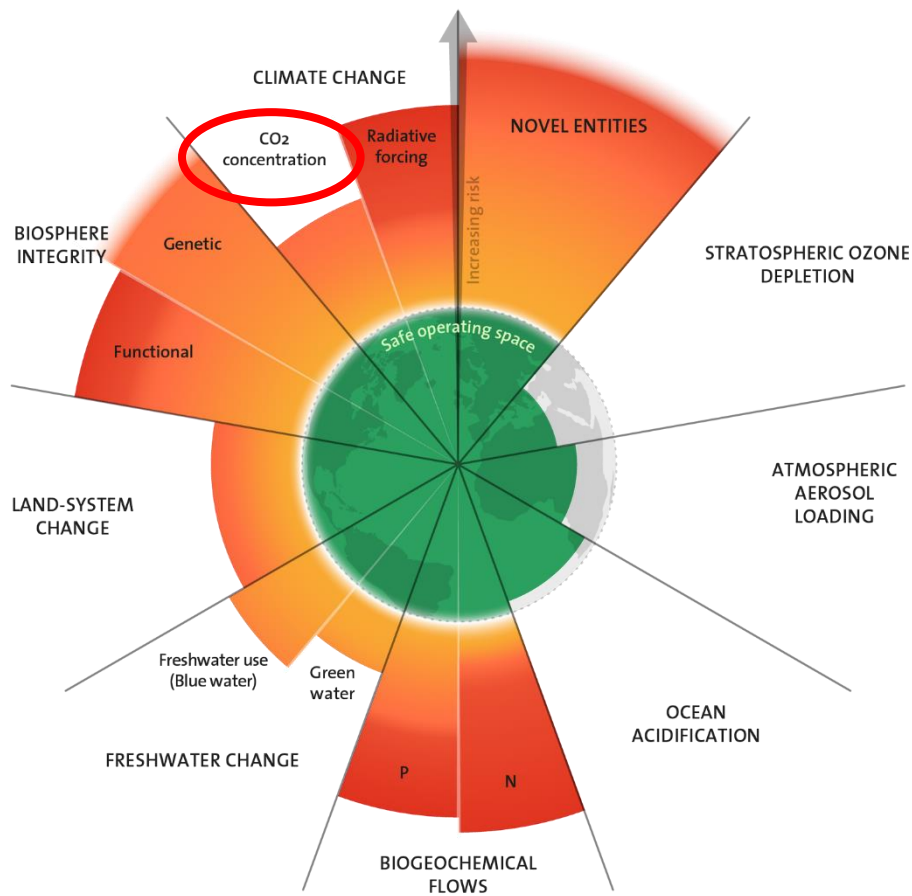 CLIMATE CHANGE
CO2
concentration
Radiative
forcing
NOVEL ENTITIES
Increasing risk
STRATOSPHERIC OZONE
DEPLETION
BIOSPHERE
INTEGRITY
Genetic
Functional
Safe operating space
ATMOSPHERIC
AEROSOL
LOADING
LAND-SYSTEM
CHANGE
Freshwater use
(Blue water)
Green
water
FRESHWATER CHANGE
OCEAN
ACIDIFICATION
P
N
BIOGEOCHEMICAL
FLOWS